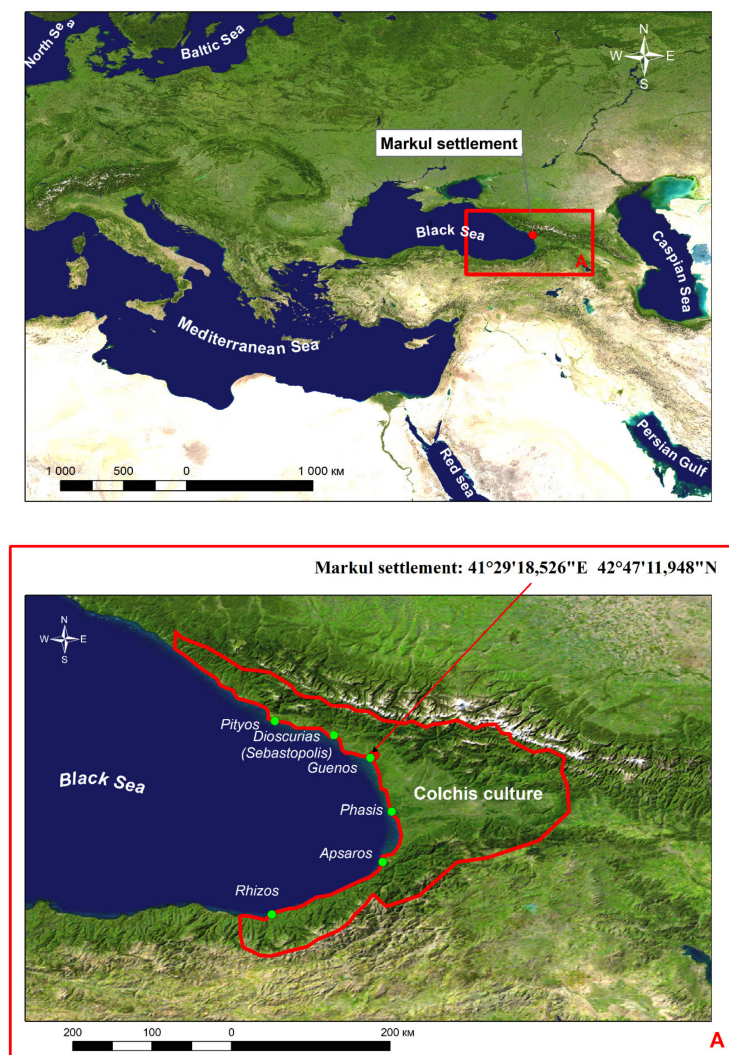 North Sea
Baltic Sea
N
W E
S
Markul settlement
Black Sea
A
Caspian Sea
Mediterranean Sea
Persian Gulf
Red sea
1 000 500 0 1 000 км
Markul settlement: 41°29'18,526"E 42°47'11,948"N
N
W E
S
Pityos
Dioscurias
(Sebastopolis)
Guenos
Black Sea
Colchis culture
Phasis
Apsaros
Rhizos
200 100 0 200 км
A